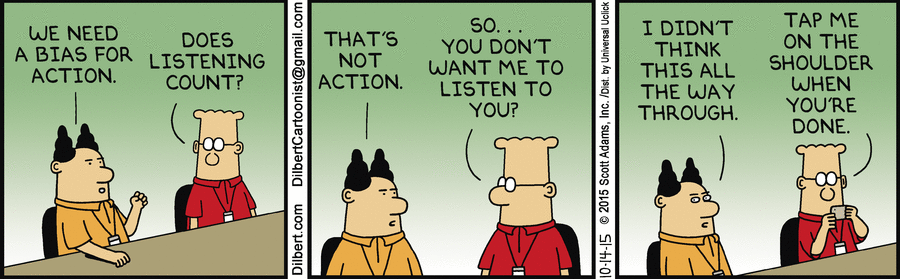 WE NEED
A BIAS FOR
ACTION.
DOES
LISTENING
COUNT?
Dilbert.com DilbertCartoonist@gmail.com
THAT'S
NOT
ACTION.
SO...
YOU DON'T
WANT ME TO
LISTEN TO
YOU?
10-14-15 © 2015 Scott Adams, Inc. /Dist. by Universal Uclick
I DIDN'T
THINK
THIS ALL
THE WAY
THROUGH.
TAP ME
ON THE
SHOULDER
WHEN
YOU'RE
DONE.